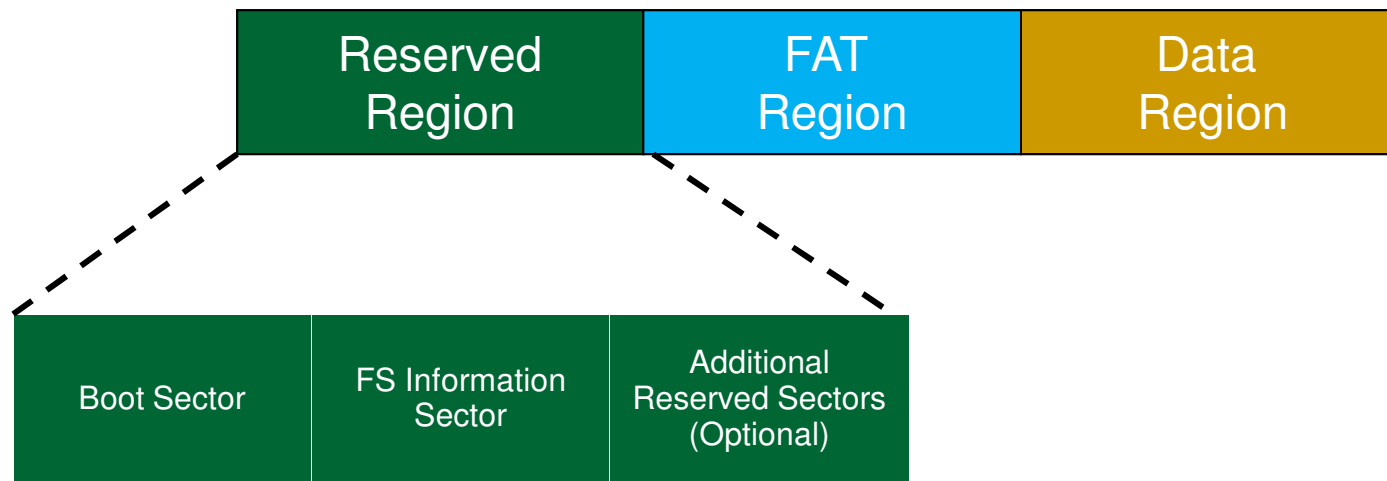 Reserved
Region
FAT
Region
Data
Region
Boot Sector
FS Information
Sector
Additional
Reserved Sectors
(Optional)